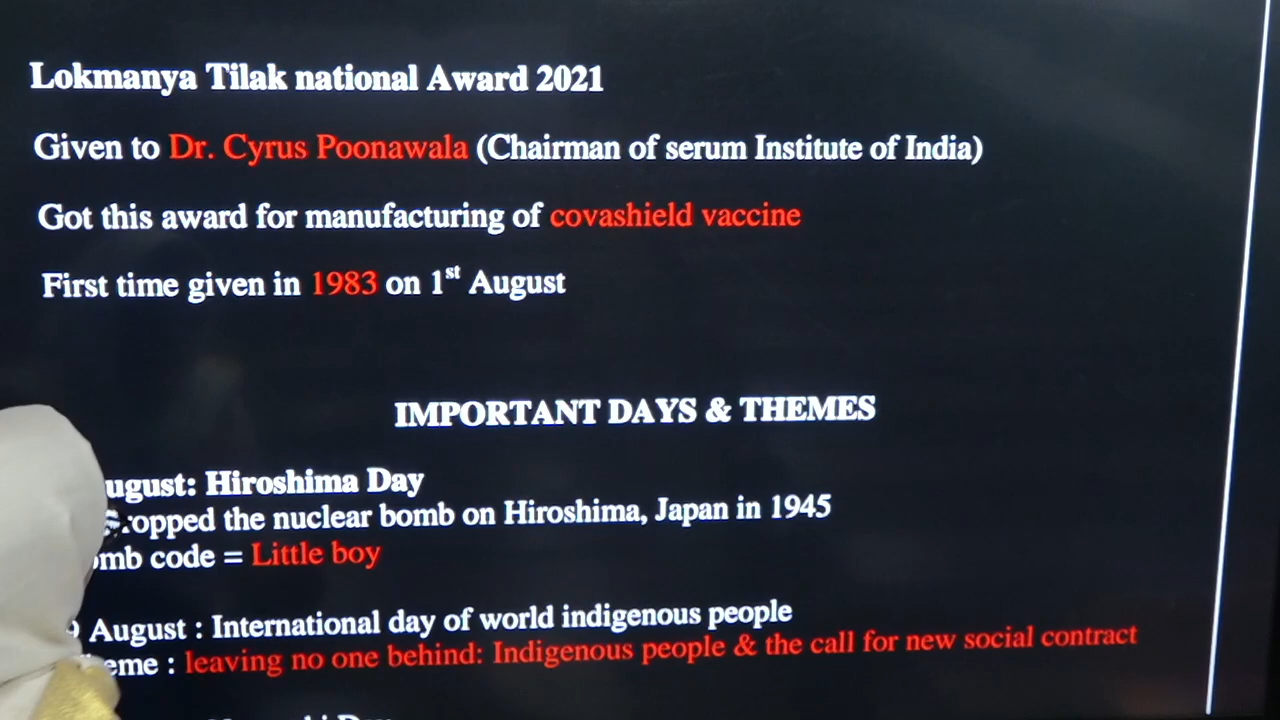 Lokmanya Tilak national Award 2021
Given to Dr. Cyrus Poonawala (Chairman of serum Institute of India)
Got this award for manufacturing of covashield vaccine
First time given in 1983 on 1st August
IMPORTANT DAYS & THEMES
ugust: Hiroshima Day
opped the nuclear bomb on Hiroshima, Japan in 1945
mb code = Little boy
August : International day of world indigenous people
eme : leaving no one behind: Indigenous people & the call for new social contract